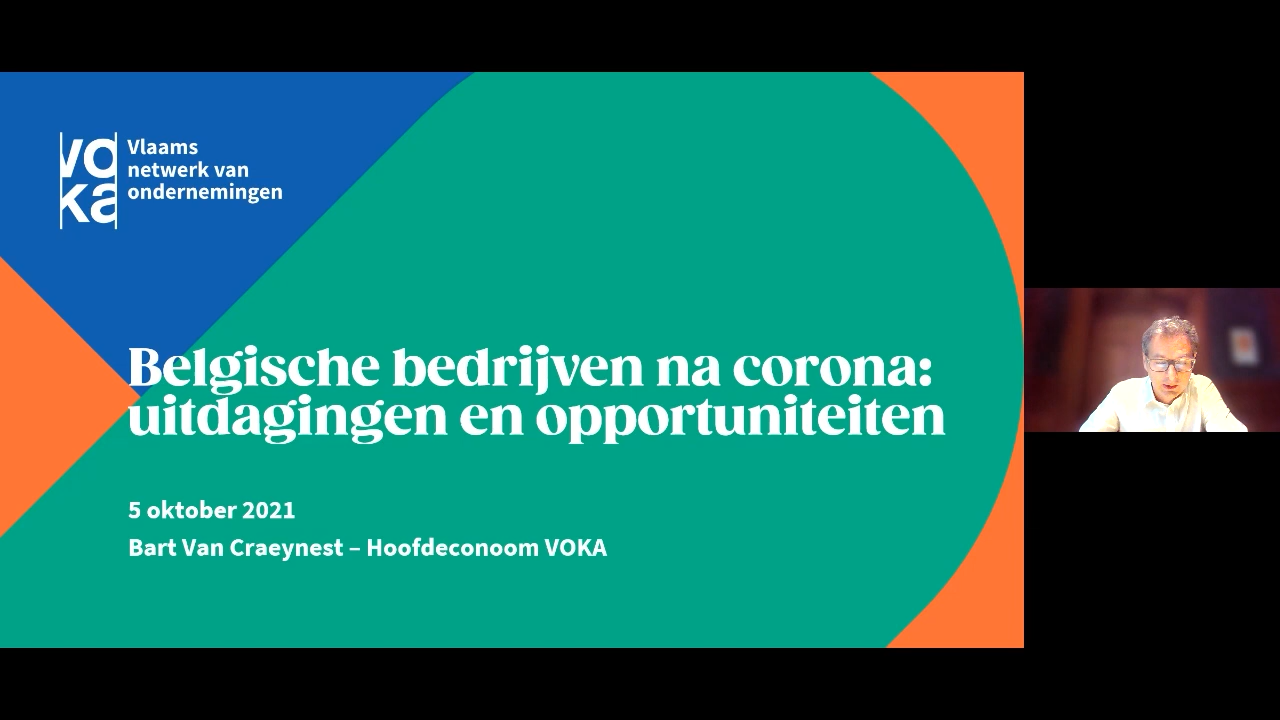 VO
ka
Vlaams
netwerk van
ondernemingen
Belgische bedrijven na corona:
uitdagingen en opportuniteiten
5 oktober 2021
Bart Van Craeynest – Hoofdeconoom VOKA